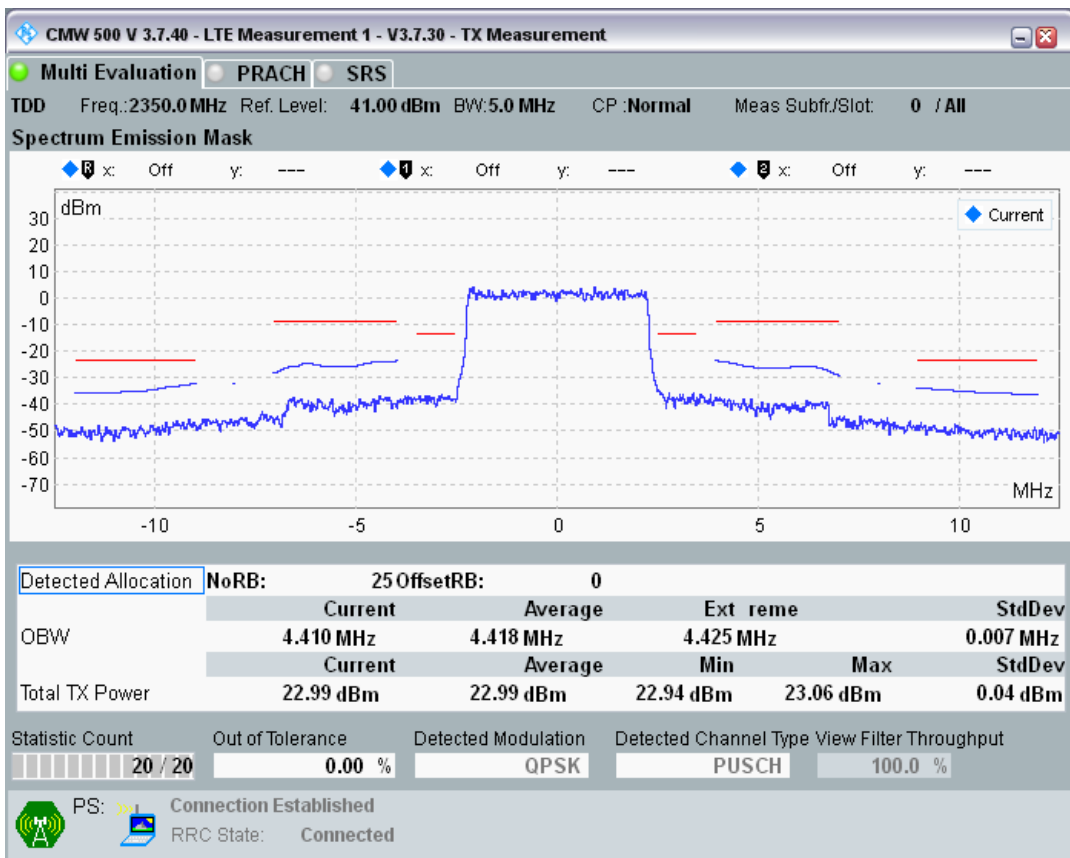 CMW 500 V 3.7.40 - LTE Measurement 1 - V3.7.30 - TX Measurement
Multi Evaluation PRACH SRS
TDD Freq.:2350.0 MHz Ref. Level: 41.00 dBm BW:5.0 MHz CP :Normal Meas Subfr./Slot: 0 / All
Spectrum Emission Mask
R x: Off y: --- 1 x: Off y: --- 2 x: Off y: ---
dBm
Current
30
20
10
0
-10
-20
-30
-40
-50
-60
-70
MHz
-10 -5 0 5 10
Detected Allocation NoRB: 25 OffsetRB: 0
Current Average Ext reme StdDev
OBW 4.410 MHz 4.418 MHz 4.425 MHz 0.007 MHz
Current Average Min Max StdDev
Total TX Power 22.99 dBm 22.99 dBm 22.94 dBm 23.06 dBm 0.04 dBm
Statistic Count Out of Tolerance Detected Modulation Detected Channel Type View Filter Throughput
20 / 20 0.00 % QPSK PUSCH 100.0 %
PS: Connection Established
RRC State: Connected